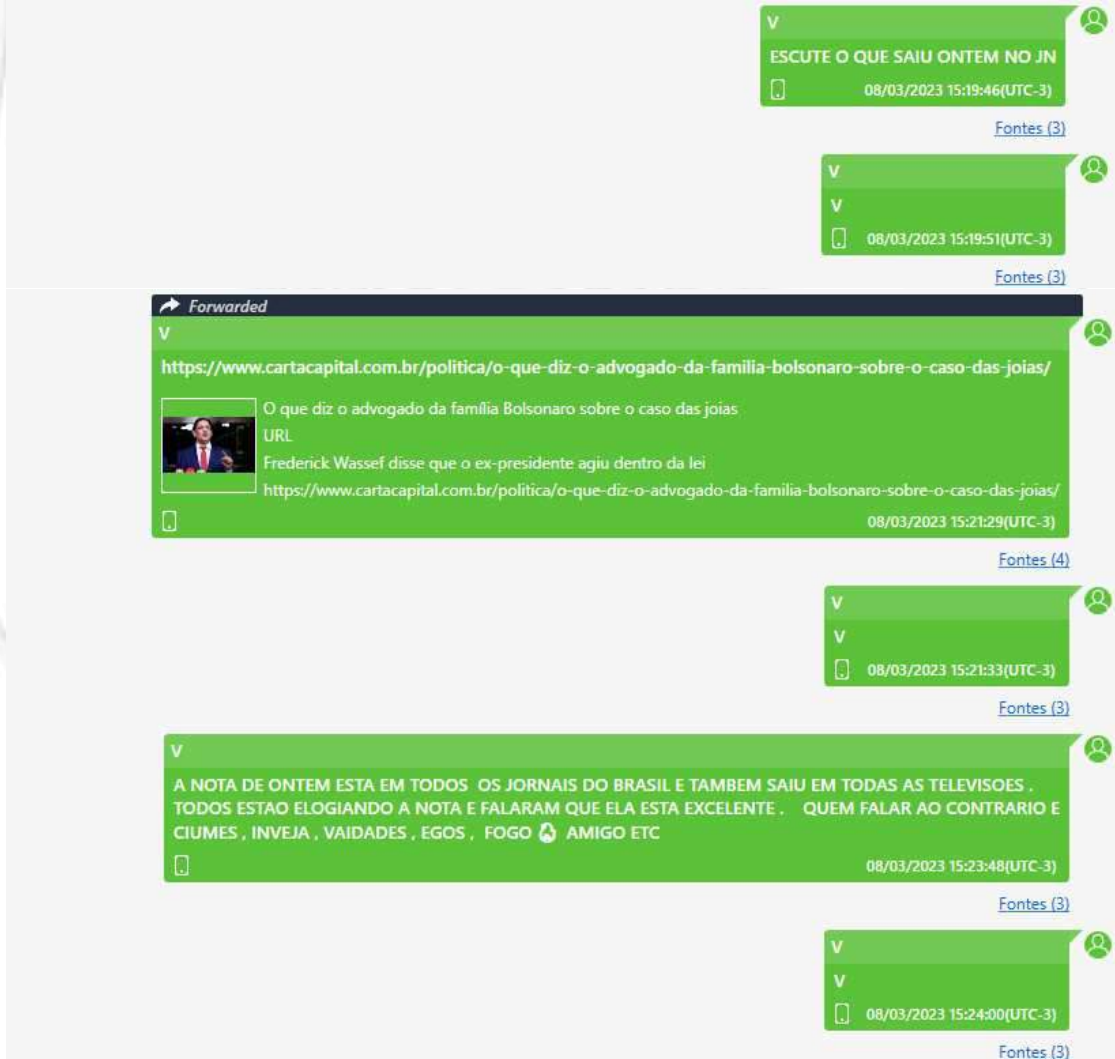 V
ESCUTE O QUE SAIU ONTEM NO JN
08/03/2023 15:19:46(UTC-3)
Fontes (3)
V
V
08/03/2023 15:19:51(UTC-3)
Fontes (3)
Forwarded
V
https://www.cartacapital.com.br/politica/o-que-diz-o-advogado-da-familia-bolsonaro-sobre-o-caso-das-joias/
O que diz o advogado da família Bolsonaro sobre o caso das joias
URL
Frederick Wassef disse que o ex-presidente agiu dentro da lei
https://www.cartacapital.com.br/politica/o-que-diz-o-advogado-da-familia-bolsonaro-sobre-o-caso-das-joias/
08/03/2023 15:21:29(UTC-3)
Fontes (4)
V
V
08/03/2023 15:21:33(UTC-3)
Fontes (3)
V
A NOTA DE ONTEM ESTA EM TODOS OS JORNAIS DO BRASIL E TAMBEM SAIU EM TODAS AS TELEVISOES .
TODOS ESTAO ELOGIANDO A NOTA E FALARAM QUE ELA ESTA EXCELENTE . QUEM FALAR AO CONTRARIO E
CIUMES , INVEJA , VAIDADES , EGOS , FOGO 🔥 AMIGO ETC
08/03/2023 15:23:48(UTC-3)
Fontes (3)
V
V
08/03/2023 15:24:00(UTC-3)
Fontes (3)